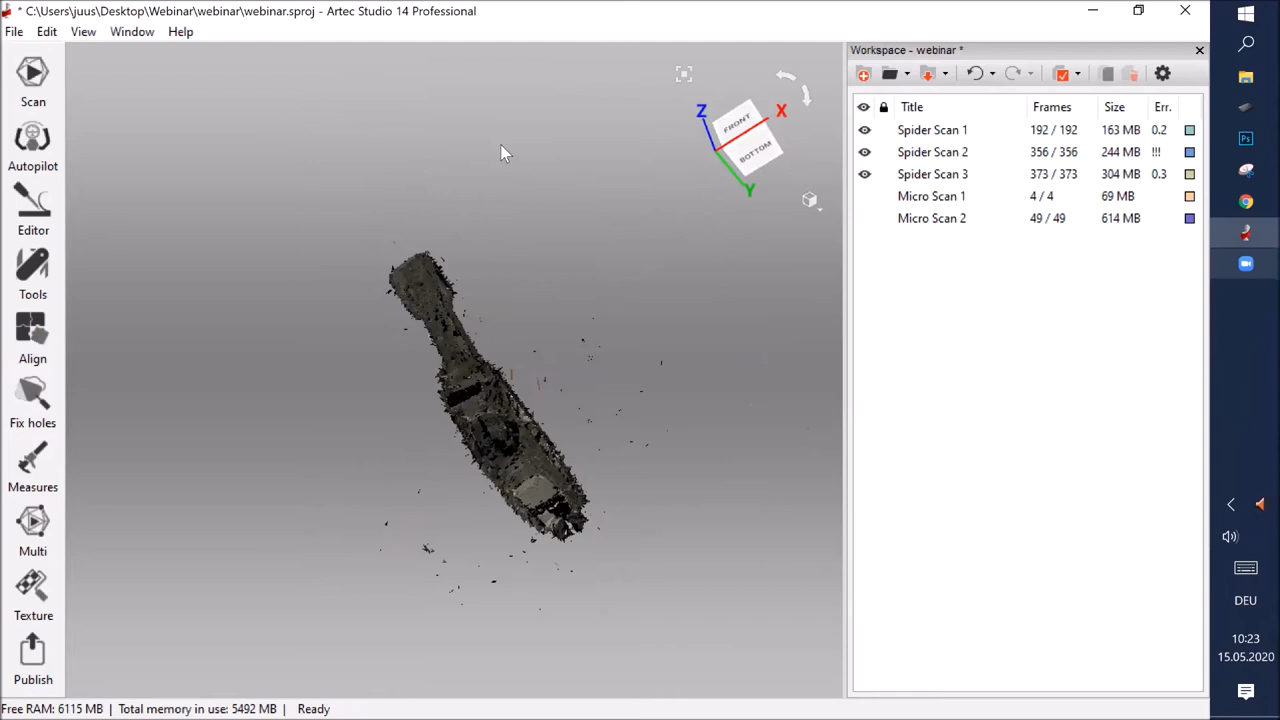 * C:\Users\juus\Desktop\Webinar\webinar\webinar.sproj - Artec Studio 14 Professional
File Edit View Window Help
Workspace - webinar *
Scan
Autopilot
Editor
Tools
Align
Fix holes
Measures
Multi
Texture
Publish
Z
X
Y
FRONT
BOTTOM
Title Frames Size Err.
Spider Scan 1 192 / 192 163 MB 0.2
Spider Scan 2 356 / 356 244 MB !!!
Spider Scan 3 373 / 373 304 MB 0.3
Micro Scan 1 4 / 4 69 MB
Micro Scan 2 49 / 49 614 MB
Ps
DEU
10:23
15.05.2020
Free RAM: 6115 MB | Total memory in use: 5492 MB | Ready